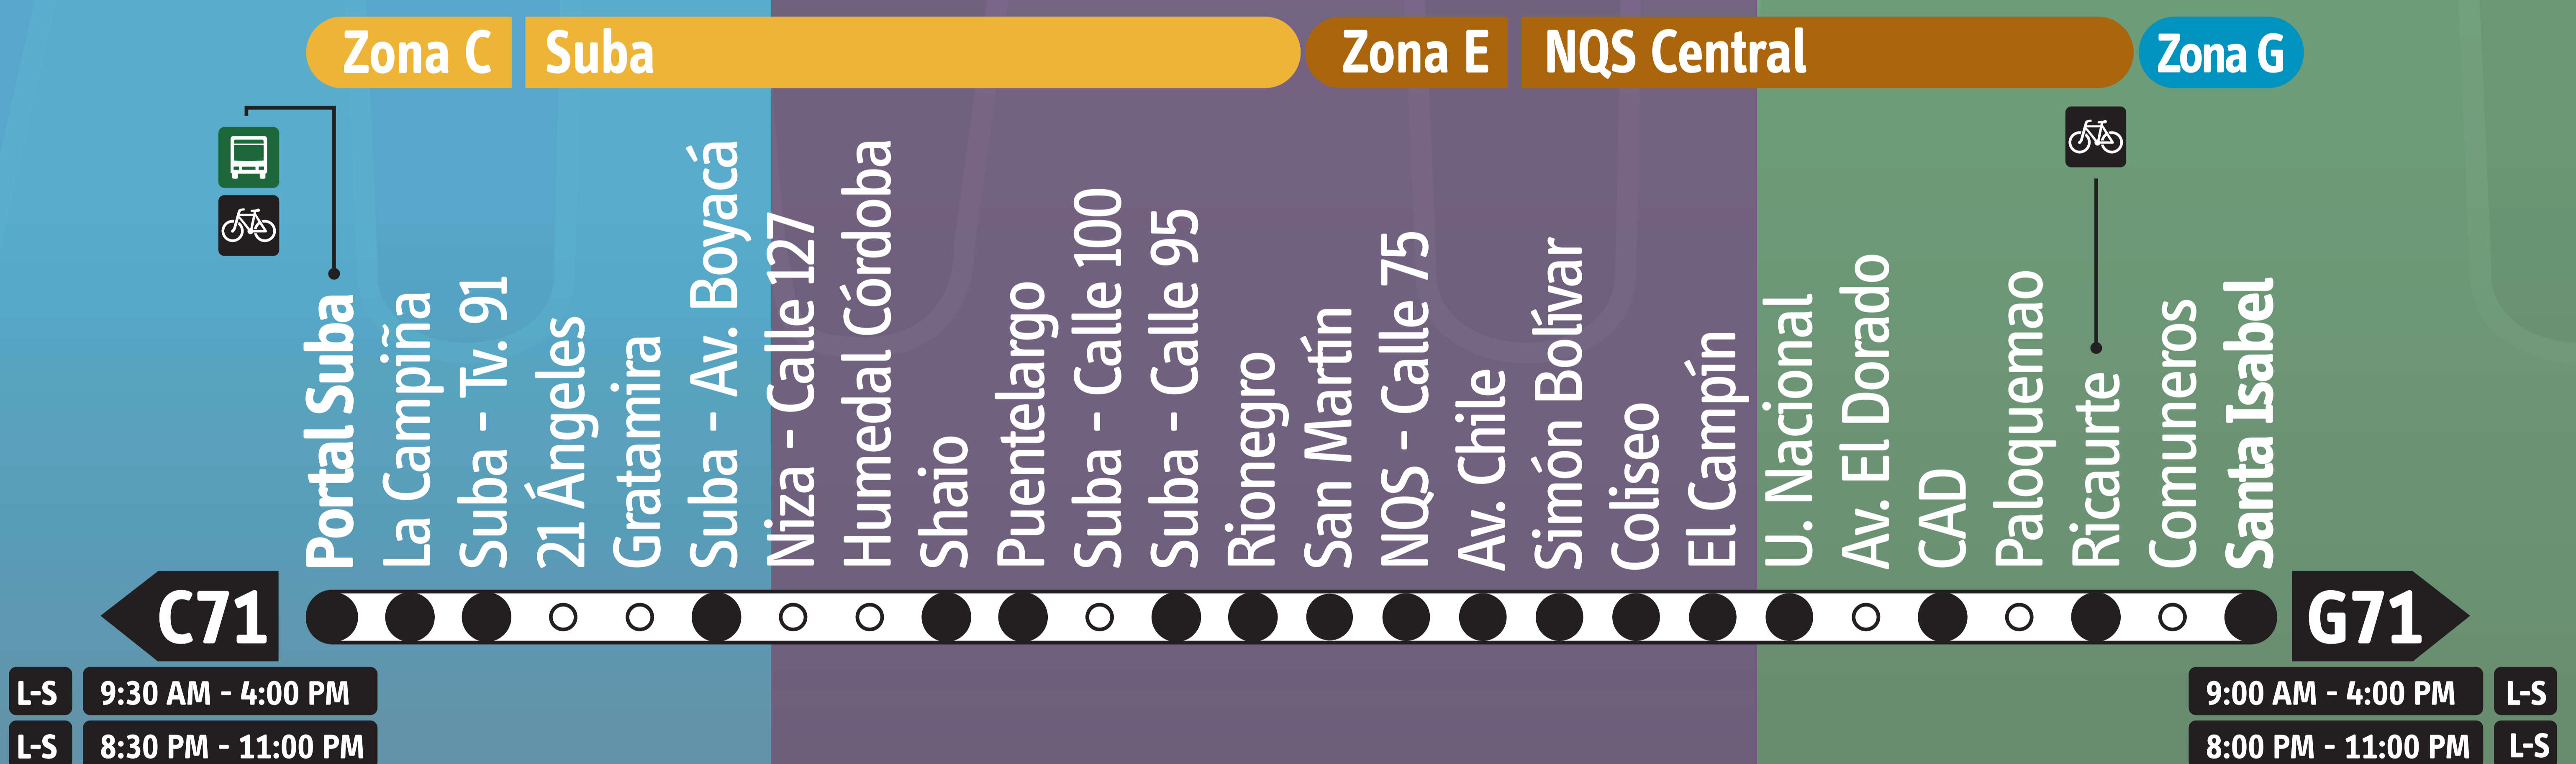 Zona C
Suba
Zona E
NQS Central
Zona G
Portal Suba
La Campiña
Suba - Tv. 91
21 Ángeles
Gratamira
Suba - Av. Boyacá
Niza - Calle 127
Humedal Córdoba
Shaio
Puentelargo
Suba - Calle 100
Suba - Calle 95
Rionegro
San Martín
NQS - Calle 75
Av. Chile
Simón Bolívar
Coliseo
El Campín
U. Nacional
Av. El Dorado
CAD
Paloquemao
Ricaurte
Comuneros
Santa Isabel
C71
G71
L-S 9:30 AM - 4:00 PM
L-S 8:30 PM - 11:00 PM
9:00 AM - 4:00 PM L-S
8:00 PM - 11:00 PM L-S